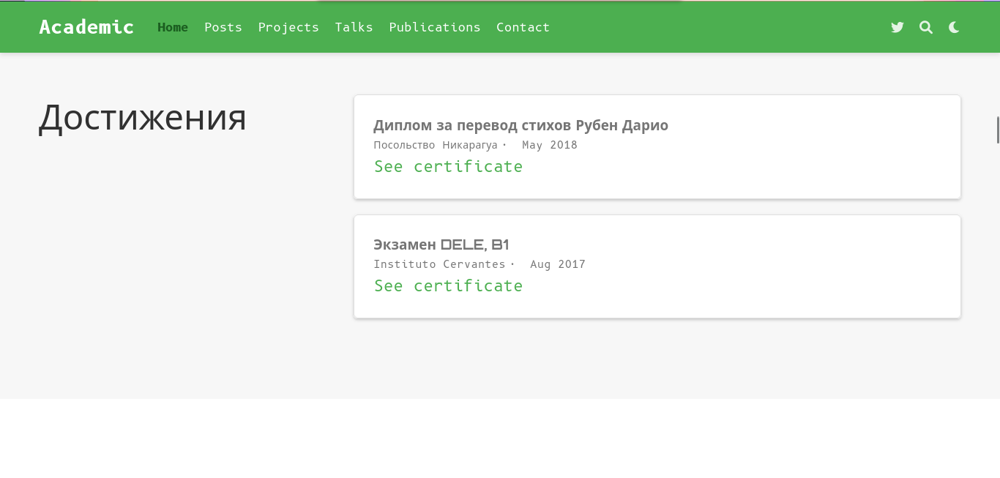 Academic Home Posts Projects Talks Publications Contact
Достижения
Диплом за перевод стихов Рубен Дарио
Посольство Никарагуа · May 2018
See certificate
Экзамен DELE, B1
Instituto Cervantes · Aug 2017
See certificate